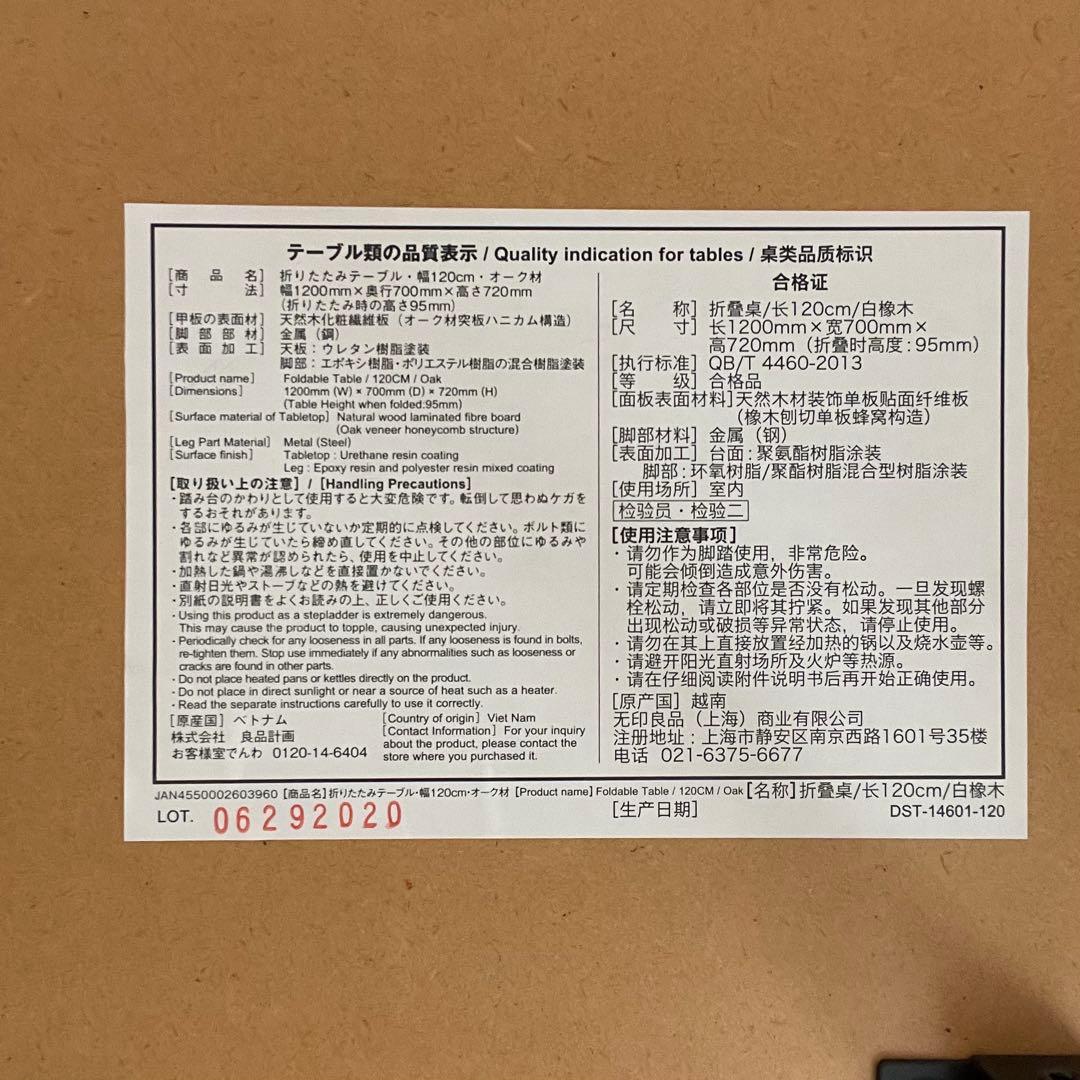 テーブル類の品質表示 / Quality indication for tables / 桌类品质标识
[商品名] 折りたたみテーブル・幅120cm・オーク材
[寸法] 幅1200mm×奥行700mm×高さ720mm
(折りたたみ時の高さ95mm)
[甲板の表面材] 天然木化粧繊維板（オーク材突板ハニカム構造）
[脚部部材] 金属（鋼）
[表面加工] 天板：ウレタン樹脂塗装
脚部：エポキシ樹脂・ポリエステル樹脂の混合樹脂塗装
[Product name] Foldable Table / 120CM / Oak
[Dimensions] 1200mm (W) × 700mm (D) × 720mm (H)
(Table Height when folded:95mm)
[Surface material of Tabletop] Natural wood laminated fibre board
(Oak veneer honeycomb structure)
[Leg Part Material] Metal (Steel)
[Surface finish] Tabletop : Urethane resin coating
Leg : Epoxy resin and polyester resin mixed coating
[取り扱い上の注意] / [Handling Precautions]
・踏み台のかわりとして使用すると大変危険です。転倒して思わぬケガを
するおそれがあります。
・各部にゆるみが生じていないか定期的に点検してください。ボルト類に
ゆるみが生じていたら締め直してください。その他の部位にゆるみや
割れなど異常が認められたら、使用を中止してください。
・加熱した鍋や湯沸しなどを直接置かないでください。
・直射日光やストーブなどの熱を避けてください。
・別紙の説明書をよくお読みの上、正しくご使用ください。
・Using this product as a stepladder is extremely dangerous.
This may cause the product to topple, causing unexpected injury.
・Periodically check for any looseness in all parts. If any looseness is found in bolts,
re-tighten them. Stop use immediately if any abnormalities such as looseness or
cracks are found in other parts.
・Do not place heated pans or kettles directly on the product.
・Do not place in direct sunlight or near a source of heat such as a heater.
・Read the separate instructions carefully to use it correctly.
[原産国] ベトナム
株式会社 良品計画
お客様室でんわ 0120-14-6404
[Country of origin] Viet Nam
[Contact Information] For your inquiry
about the product, please contact the
store where you purchased it.
合格证
[名称] 折叠桌/长120cm/白橡木
[尺寸] 长1200mm×宽700mm×
高720mm（折叠时高度:95mm）
[执行标准] QB/T 4460-2013
[等级] 合格品
[面板表面材料]天然木材装饰单板贴面纤维板
(橡木刨切单板蜂窝构造)
[脚部材料] 金属（钢）
[表面加工] 台面:聚氨酯树脂涂装
脚部:环氧树脂/聚酯树脂混合型树脂涂装
[使用场所] 室内
检验员・检验二
[使用注意事项]
・请勿作为脚踏使用，非常危险。
可能会倾倒造成意外伤害。
・请定期检查各部位是否没有松动。一旦发现螺
栓松动，请立即将其拧紧。如果发现其他部分
出现松动或破损等异常状态，请停止使用。
・请勿在其上直接放置经加热的锅以及烧水壶等。
・请避开阳光直射场所及火炉等热源。
・请在仔细阅读附件说明书后再开始正确使用。
[原产国] 越南
无印良品（上海）商业有限公司
注册地址：上海市静安区南京西路1601号35楼
电话 021-6375-6677
JAN4550002603960 [商品名]折りたたみテーブル・幅120cm・オーク材 [Product name] Foldable Table / 120CM / Oak [名称]折叠桌/长120cm/白橡木
LOT. 06292020
[生产日期]
DST-14601-120